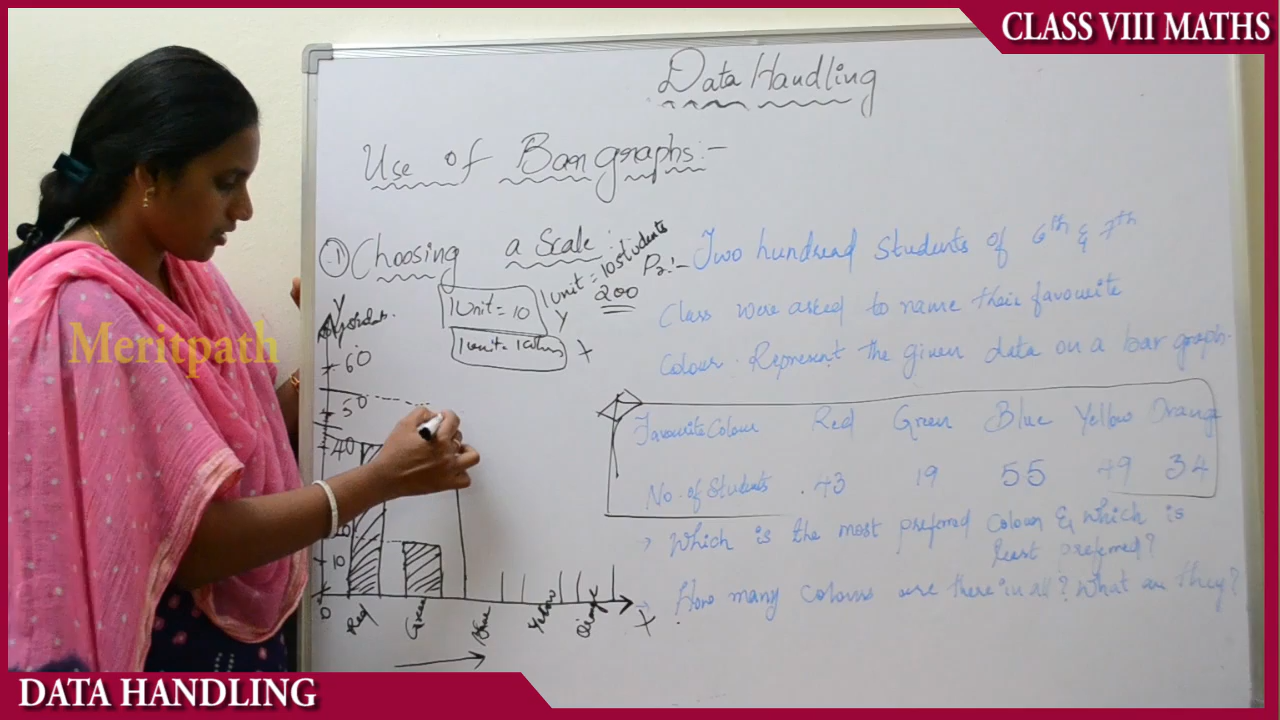 CLASS VIII MATHS
Data Handling
Use of Bargraphs:-
① Choosing a Scale:
1 Unit = 10 students
200
Y
1 Unit = 10
Y
X
60
50
40
10
0
Red Green Blue Yellow Orange
X
P2:- Two hundred Students of 6th & 7th
Class were asked to name their favourite
Colour. Represent the given data on a bar graph.
Favourite Colour Red Green Blue Yellow Orange
No. of Students 43 19 55 49 34
→ Which is the most preferred Colour & which is
least preferred?
→ How many colours are there in all? What are they?
Meritpath
DATA HANDLING